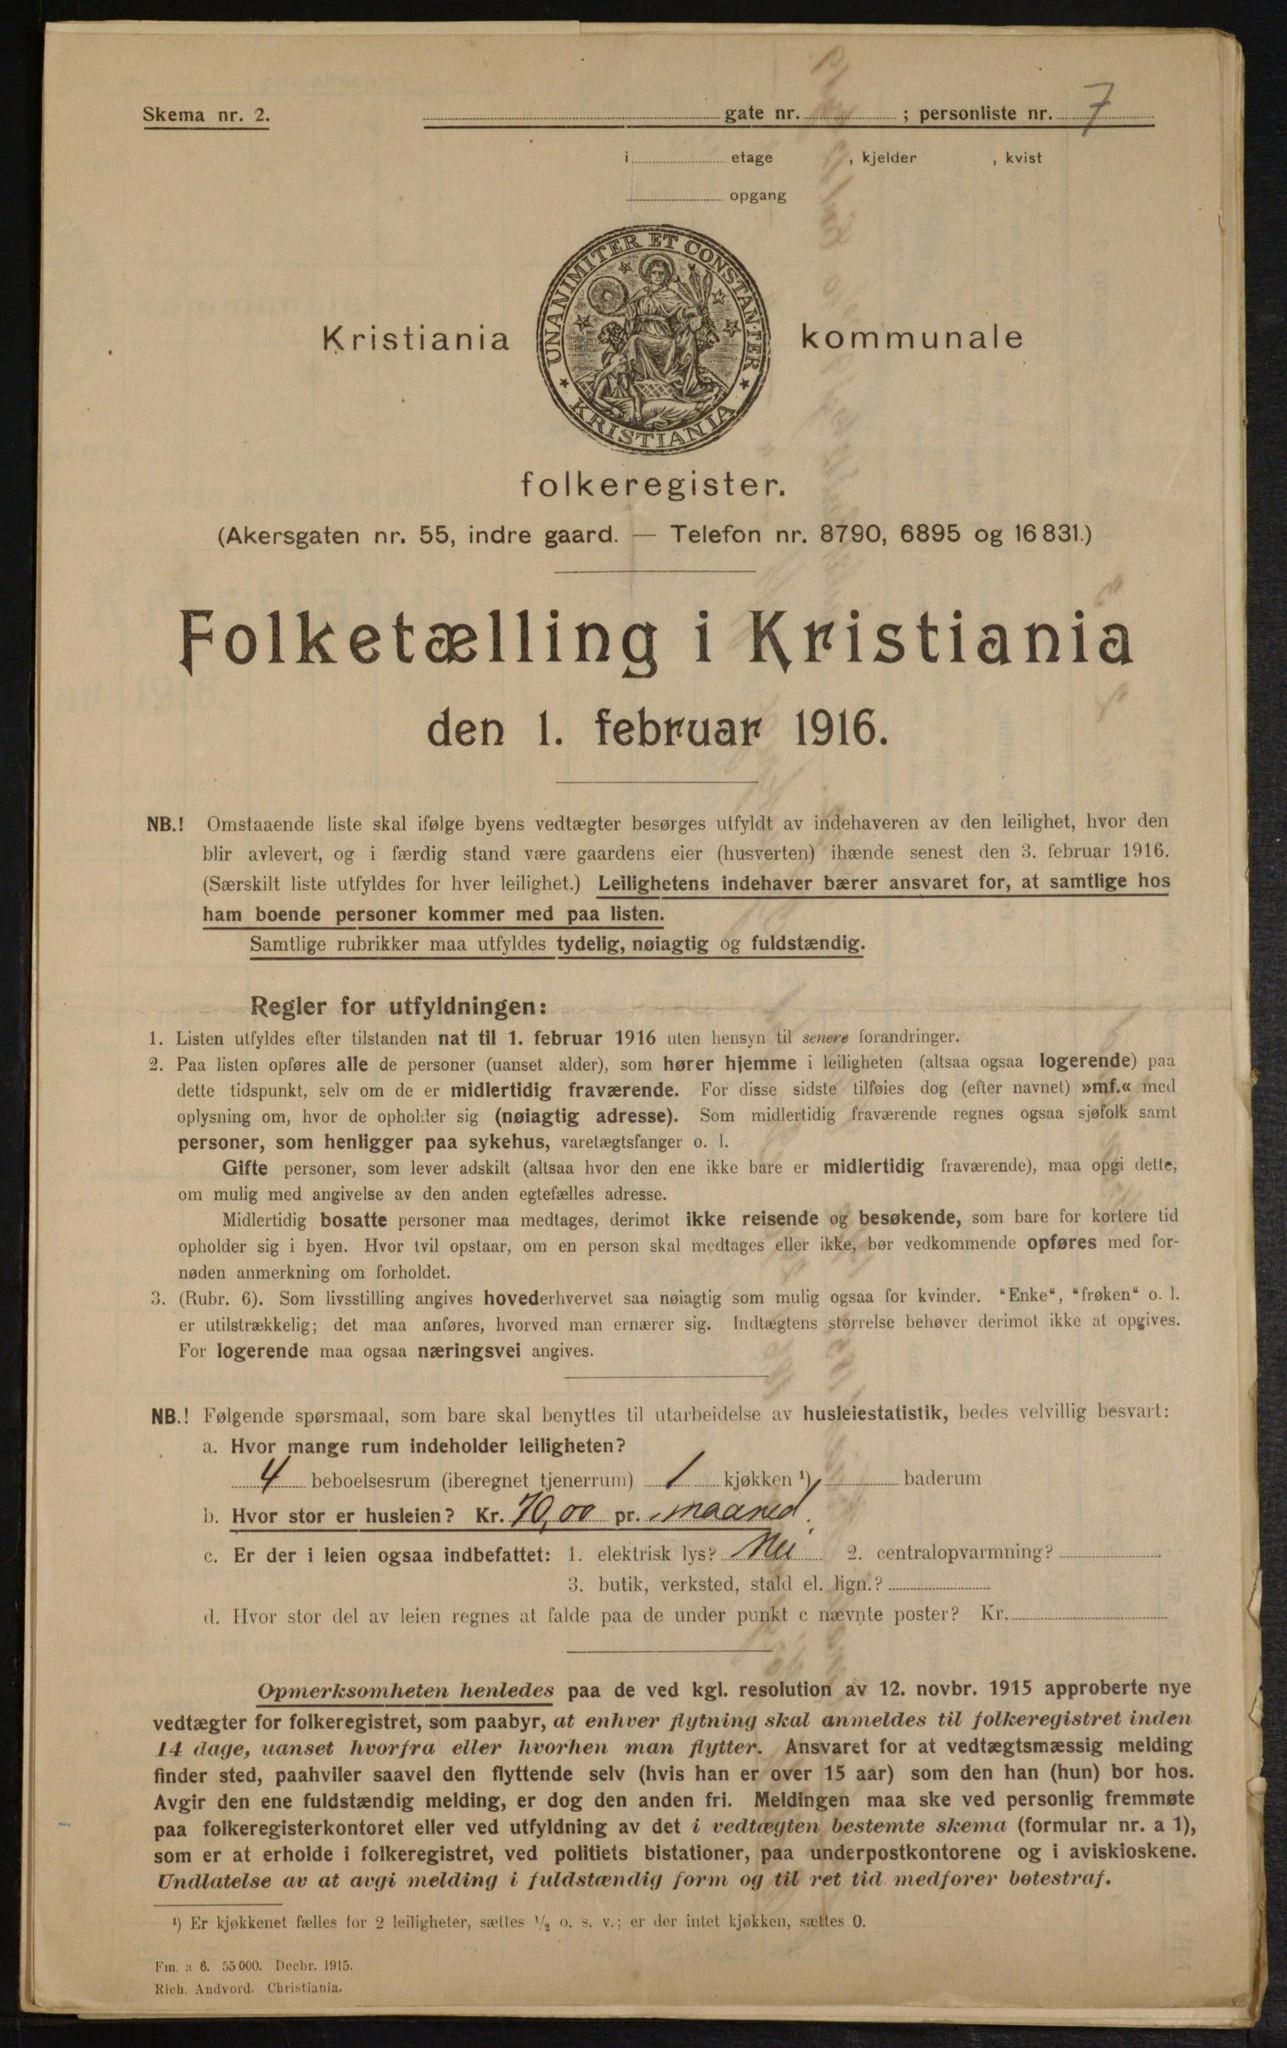 Skema nr. 2. gate nr. ; personliste nr. 7
i etage , kjelder , kvist
opgang
UNANIMITER ET CONSTANTER
KRISTIANIA
Kristiania kommunale
folkeregister.
(Akersgaten nr. 55, indre gaard. — Telefon nr. 8790, 6895 og 16 831.)
Folketælling i Kristiania
den 1. februar 1916.
NB.! Omstaaende liste skal ifølge byens vedtægter besørges utfyldt av indehaveren av den leilighet, hvor den
blir avlevert, og i færdig stand være gaardens eier (husverten) ihænde senest den 3. februar 1916.
(Særskilt liste utfyldes for hver leilighet.) Leilighetens indehaver bærer ansvaret for, at samtlige hos
ham boende personer kommer med paa listen.
Samtlige rubrikker maa utfyldes tydelig, nøiagtig og fuldstændig.
Regler for utfyldningen:
1. Listen utfyldes efter tilstanden nat til 1. februar 1916 uten hensyn til senere forandringer.
2. Paa listen opføres alle de personer (uanset alder), som hører hjemme i leiligheten (altsaa ogsaa logerende) paa
dette tidspunkt, selv om de er midlertidig fraværende. For disse sidste tilføies dog (efter navnet) »mf.« med
oplysning om, hvor de opholder sig (nøiagtig adresse). Som midlertidig fraværende regnes ogsaa sjøfolk samt
personer, som henligger paa sykehus, varetægtsfanger o. l.
Gifte personer, som lever adskilt (altsaa hvor den ene ikke bare er midlertidig fraværende), maa opgi dette,
om mulig med angivelse av den anden egtefælles adresse.
Midlertidig bosatte personer maa medtages, derimot ikke reisende og besøkende, som bare for kortere tid
opholder sig i byen. Hvor tvil opstaar, om en person skal medtages eller ikke, bør vedkommende opføres med for-
nøden anmerkning om forholdet.
3. (Rubr. 6). Som livsstilling angives hovederhvervet saa nøiagtig som mulig ogsaa for kvinder. "Enke", "frøken" o. l.
er utilstrækkelig; det maa anføres, hvorved man ernærer sig. Indtægtens størrelse behøver derimot ikke at opgives.
For logerende maa ogsaa næringsvei angives.
NB.! Følgende spørsmaal, som bare skal benyttes til utarbeidelse av husleiestatistik, bedes velvillig besvart:
a. Hvor mange rum indeholder leiligheten?
4 beboelsesrum (iberegnet tjenerrum) 1 kjøkken ¹) baderum
b. Hvor stor er husleien? Kr. 70,00 pr. maaned.
c. Er der i leien ogsaa indbefattet: 1. elektrisk lys? Nei 2. centralopvarmning?
3. butik, verksted, stald el. lign.?
d. Hvor stor del av leien regnes at falde paa de under punkt c nævnte poster? Kr.
Opmerksomheten henledes paa de ved kgl. resolution av 12. novbr. 1915 approberte nye
vedtægter for folkeregistret, som paabyr, at enhver flytning skal anmeldes til folkeregistret inden
14 dage, uanset hvorfra eller hvorhen man flytter. Ansvaret for at vedtægtsmæssig melding
finder sted, paahviler saavel den flyttende selv (hvis han er over 15 aar) som den han (hun) bor hos.
Avgir den ene fuldstændig melding, er dog den anden fri. Meldingen maa ske ved personlig fremmøte
paa folkeregisterkontoret eller ved utfyldning av det i vedtægten bestemte skema (formular nr. a 1),
som er at erholde i folkeregistret, ved politiets bistationer, paa underpostkontorene og i aviskioskene.
Undlatelse av at avgi melding i fuldstændig form og til ret tid medfører bøtestraf.
¹) Er kjøkkenet fælles for 2 leiligheter, sættes ½ o. s. v.; er der intet kjøkken, sættes 0.
Fm. a 6. 55 000. Decbr. 1915.
Rich. Andvord. Christiania.